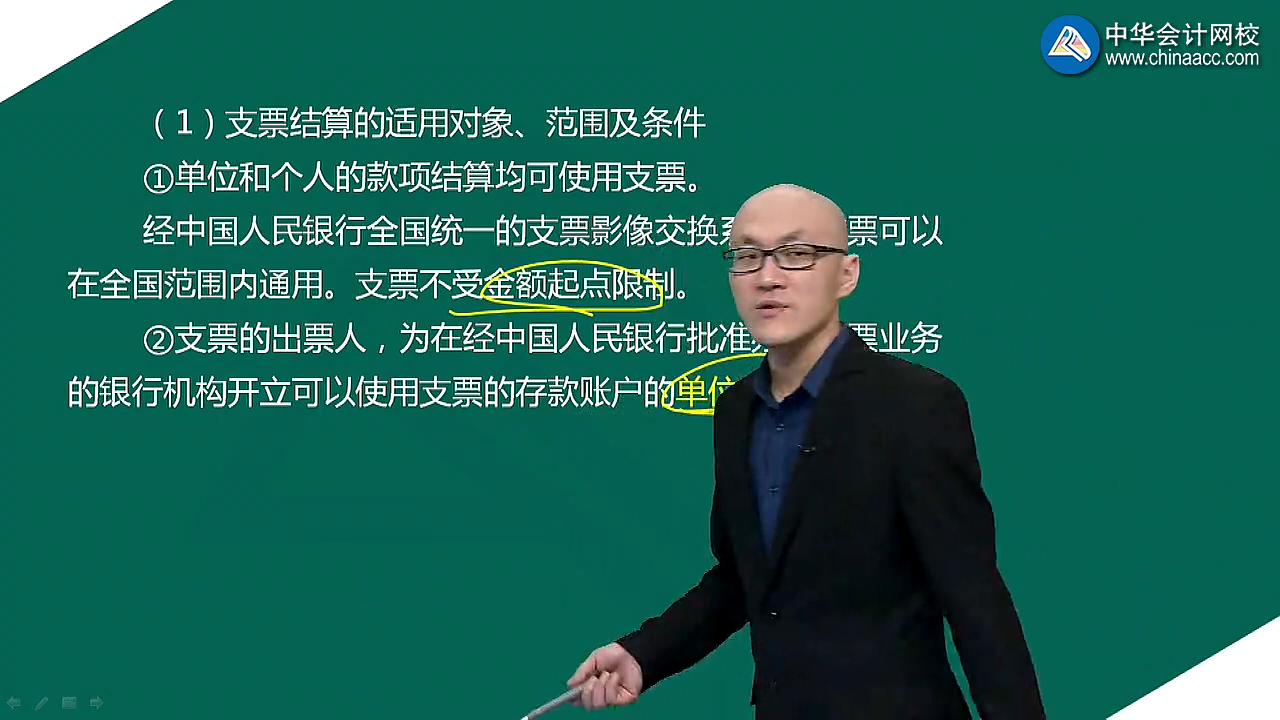 中华会计网校
www.chinaacc.com
（1）支票结算的适用对象、范围及条件
①单位和个人的款项结算均可使用支票。
经中国人民银行全国统一的支票影像交换 票可以
在全国范围内通用。支票不受金额起点限制。
②支票的出票人，为在经中国人民银行批准 票业务
的银行机构开立可以使用支票的存款账户的单位